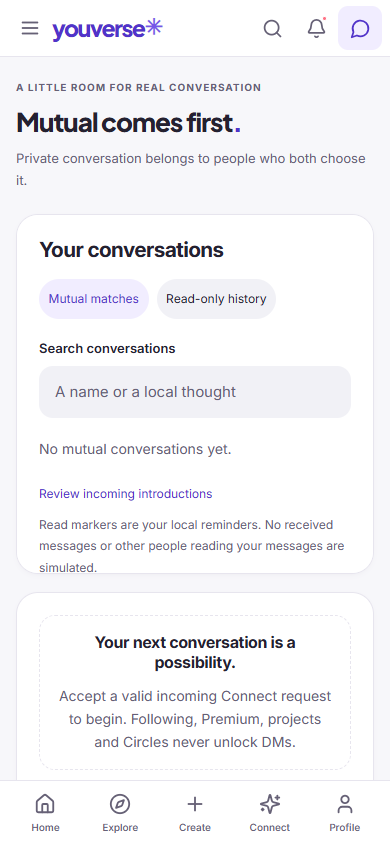 youverse
A LITTLE ROOM FOR REAL CONVERSATION
Mutual comes first.
Private conversation belongs to people who both choose
it.
Your conversations
Mutual matches
Read-only history
Search conversations
A name or a local thought
No mutual conversations yet.
Review incoming introductions
Read markers are your local reminders. No received
messages or other people reading your messages are
simulated.
Your next conversation is a
possibility.
Accept a valid incoming Connect request
to begin. Following, Premium, projects
and Circles never unlock DMs.
Home
Explore
Create
Connect
Profile